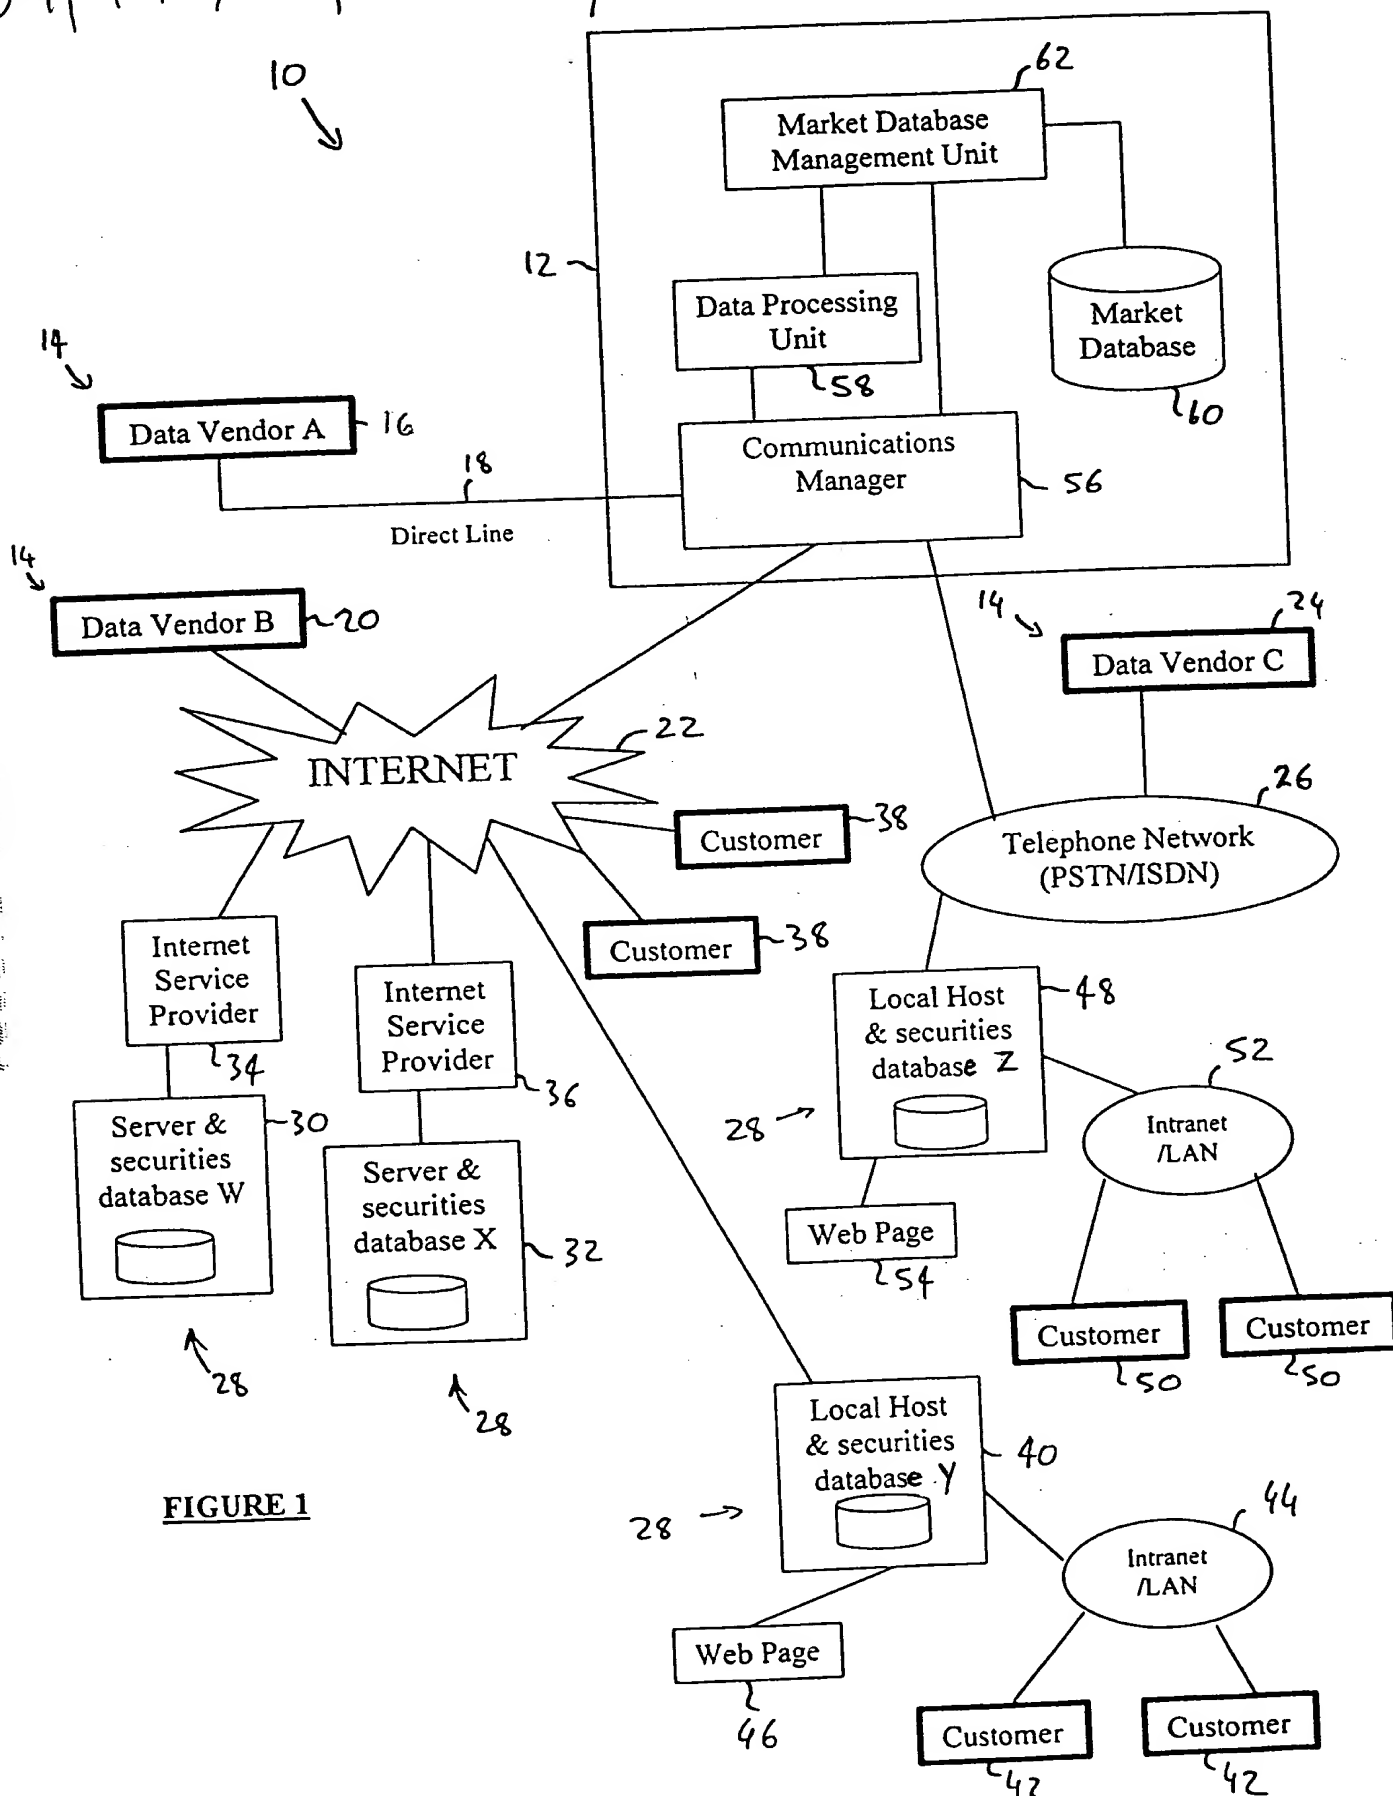 10
62
Market Database
Management Unit
12
Data Processing
Unit
58
Market
Database
60
14
Data Vendor A
16
18
Direct Line
Communications
Manager
56
14
Data Vendor B
20
14
24
Data Vendor C
INTERNET
22
26
Telephone Network
(PSTN/ISDN)
Customer
38
Customer
38
Internet
Service
Provider
34
Internet
Service
Provider
36
Local Host
& securities
database Z
48
28
52
Intranet
/LAN
Server &
securities
database W
30
28
Server &
securities
database X
32
28
Web Page
54
Customer
50
Customer
50
Local Host
& securities
database Y
40
28
44
Intranet
/LAN
FIGURE 1
Web Page
46
Customer
42
Customer
42